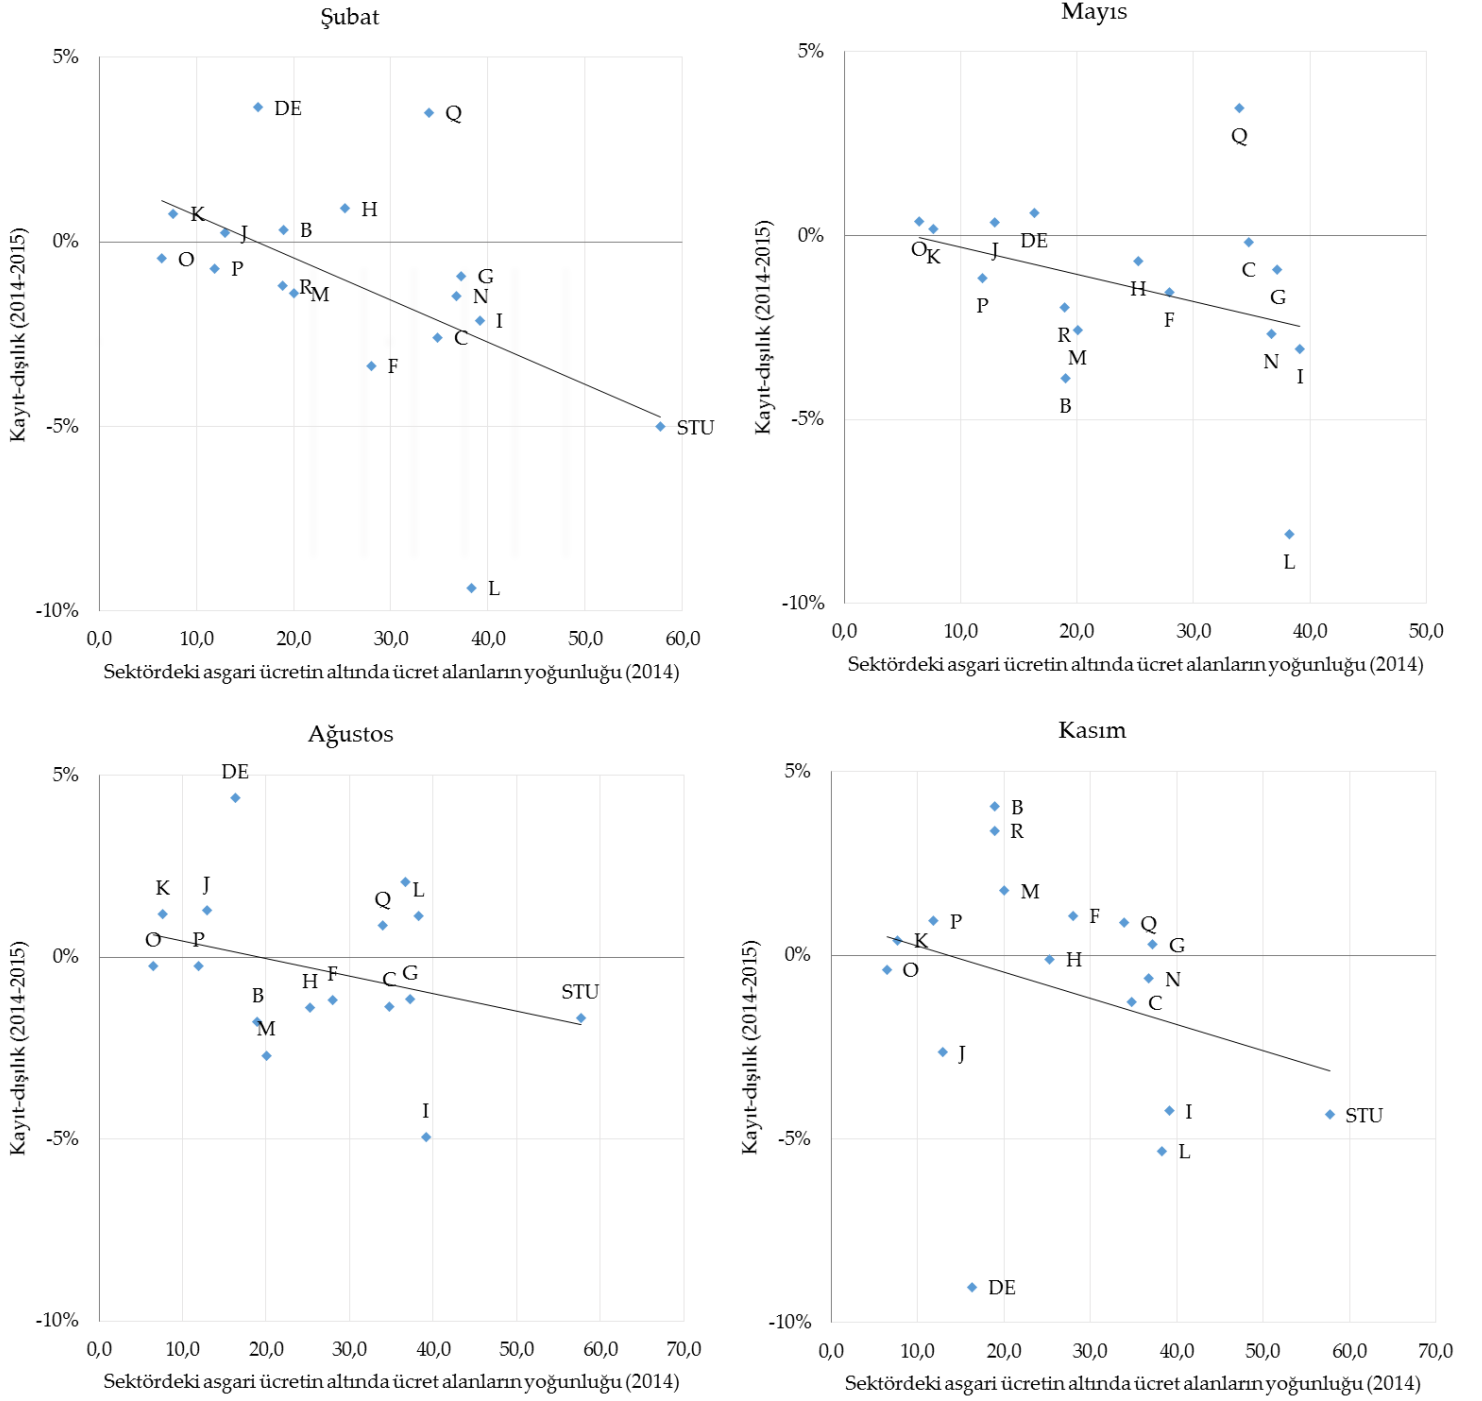 Şubat
5%
0%
-5%
-10%
Kayıt-dışılık (2014-2015)
DE
Q
K
H
J
B
O
P
R
M
G
N
I
C
F
STU
L
0,0 10,0 20,0 30,0 40,0 50,0 60,0
Sektördeki asgari ücretin altında ücret alanların yoğunluğu (2014)
Mayıs
5%
0%
-5%
-10%
Kayıt-dışılık (2014-2015)
Q
O
K
J
DE
P
H
C
G
F
R
M
N
I
B
L
0,0 10,0 20,0 30,0 40,0 50,0
Sektördeki asgari ücretin altında ücret alanların yoğunluğu (2014)
Ağustos
5%
0%
-5%
-10%
Kayıt-dışılık (2014-2015)
DE
K
J
L
Q
O
P
H
F
C
G
B
M
STU
I
0,0 10,0 20,0 30,0 40,0 50,0 60,0 70,0
Sektördeki asgari ücretin altında ücret alanların yoğunluğu (2014)
Kasım
5%
0%
-5%
-10%
Kayıt-dışılık (2014-2015)
B
R
M
P
F
Q
K
G
H
O
N
C
J
I
STU
L
DE
0,0 10,0 20,0 30,0 40,0 50,0 60,0 70,0
Sektördeki asgari ücretin altında ücret alanların yoğunluğu (2014)